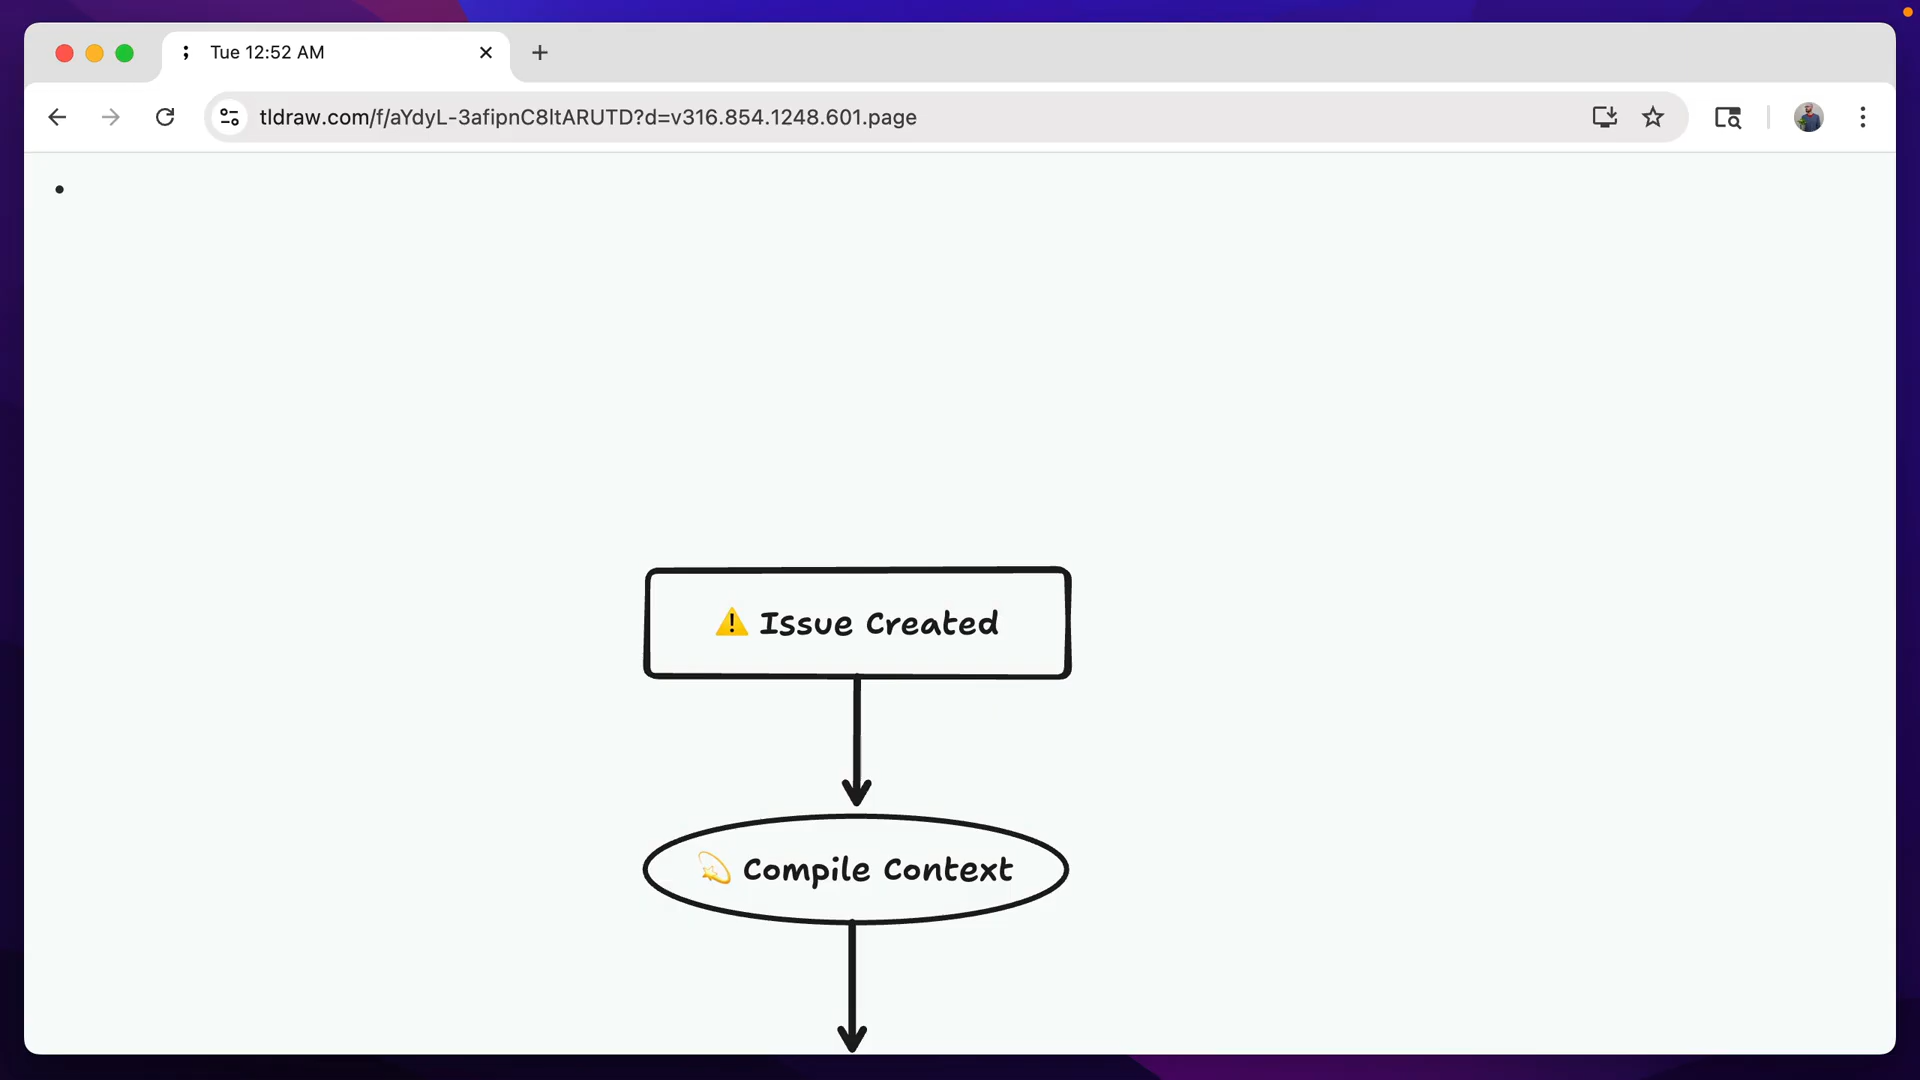 Tue 12:52 AM
tldraw.com/f/aYdyL-3afipnC8ltARUTD?d=v316.854.1248.601.page
⚠️ Issue Created
💫 Compile Context